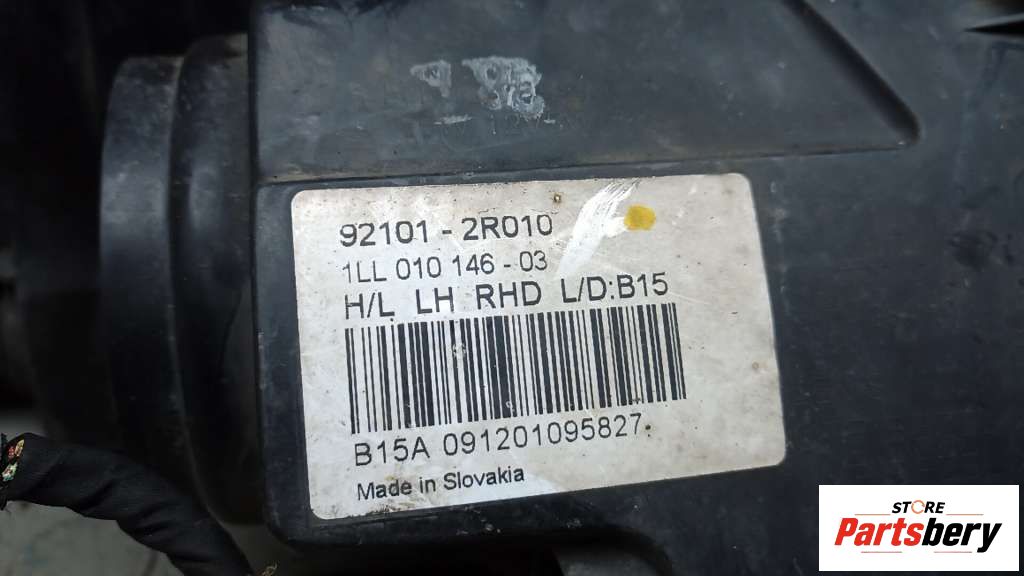 92101 - 2R010
1LL 010 146 - 03
H/L LH RHD L/D:B15
B15A 091201095827
Made in Slovakia
STORE
Partsbery